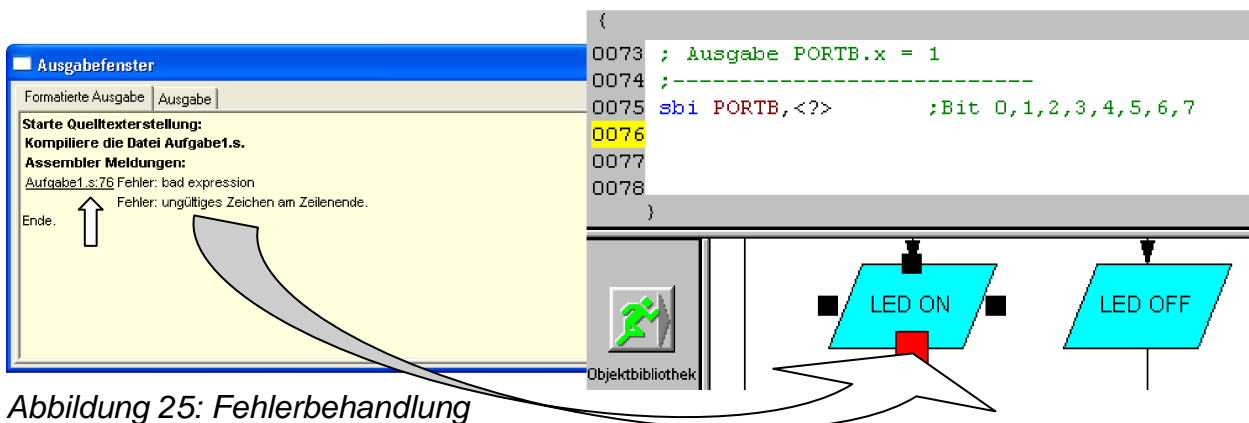 Ausgabefenster
Formatierte Ausgabe Ausgabe
Starte Quelltexterstellung:
Kompiliere die Datei Aufgabe1.s.
Assembler Meldungen:
Aufgabe1.s:76 Fehler: bad expression
Fehler: ungültiges Zeichen am Zeilenende.
Ende.
{
0073 ; Ausgabe PORTB.x = 1
0074 ;---------------------------
0075 sbi PORTB,<?> ;Bit 0,1,2,3,4,5,6,7
0076
0077
0078
}
Objektbibliothek
LED ON
LED OFF
Abbildung 25: Fehlerbehandlung